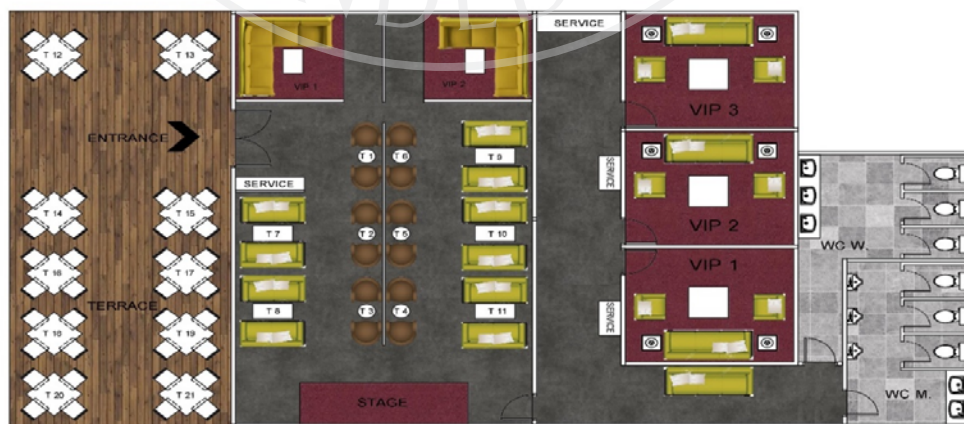 SERVICE
T 12
T 13
VIP 1
VIP 2
VIP 3
ENTRANCE
T 1
T 6
T 9
SERVICE
SERVICE
T 14
T 15
T 7
T 2
T 5
T 10
VIP 2
WC W.
T 16
T 17
VIP 1
TERRACE
T 8
T 3
T 4
T 11
SERVICE
T 18
T 19
T 20
T 21
STAGE
WC M.